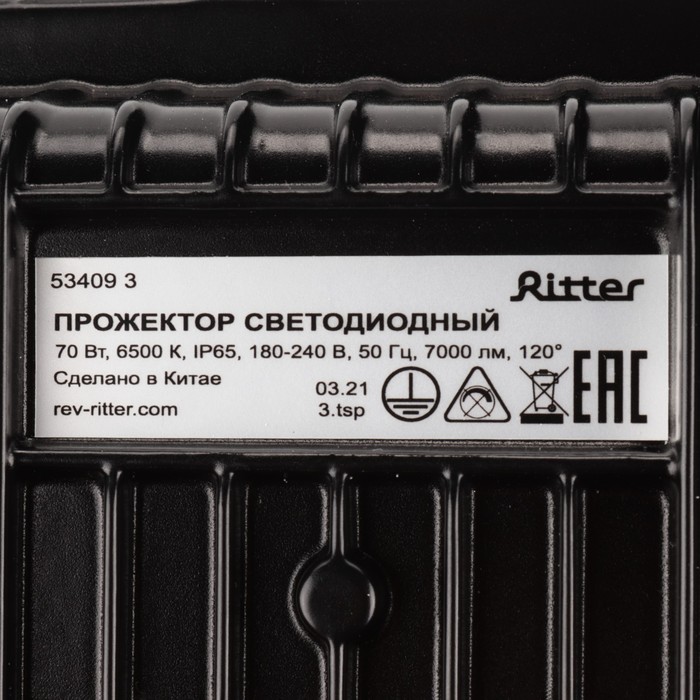 53409 3
Ritter
ПРОЖЕКТОР СВЕТОДИОДНЫЙ
70 Вт, 6500 К, IP65, 180-240 В, 50 Гц, 7000 лм, 120°
Сделано в Китае
rev-ritter.com
03.21
3.tsp
EAC